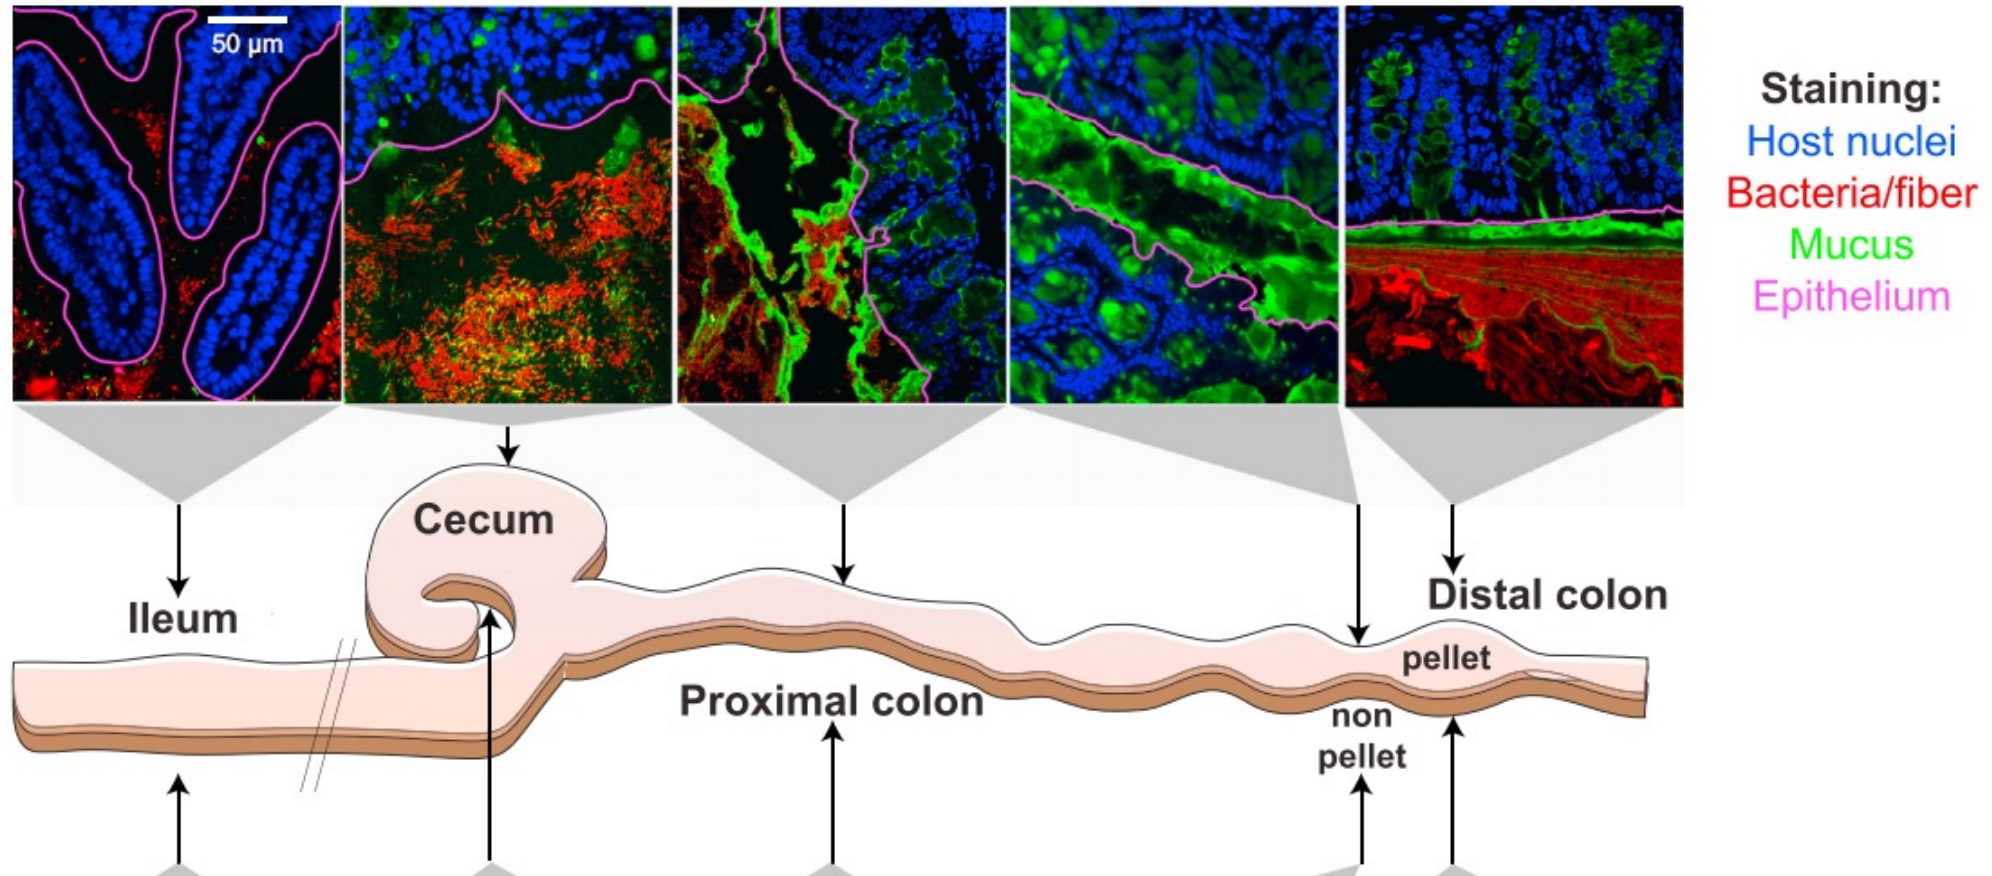 50 µm
Staining:
Host nuclei
Bacteria/fiber
Mucus
Epithelium
Cecum
Ileum
Distal colon
pellet
Proximal colon
non
pellet